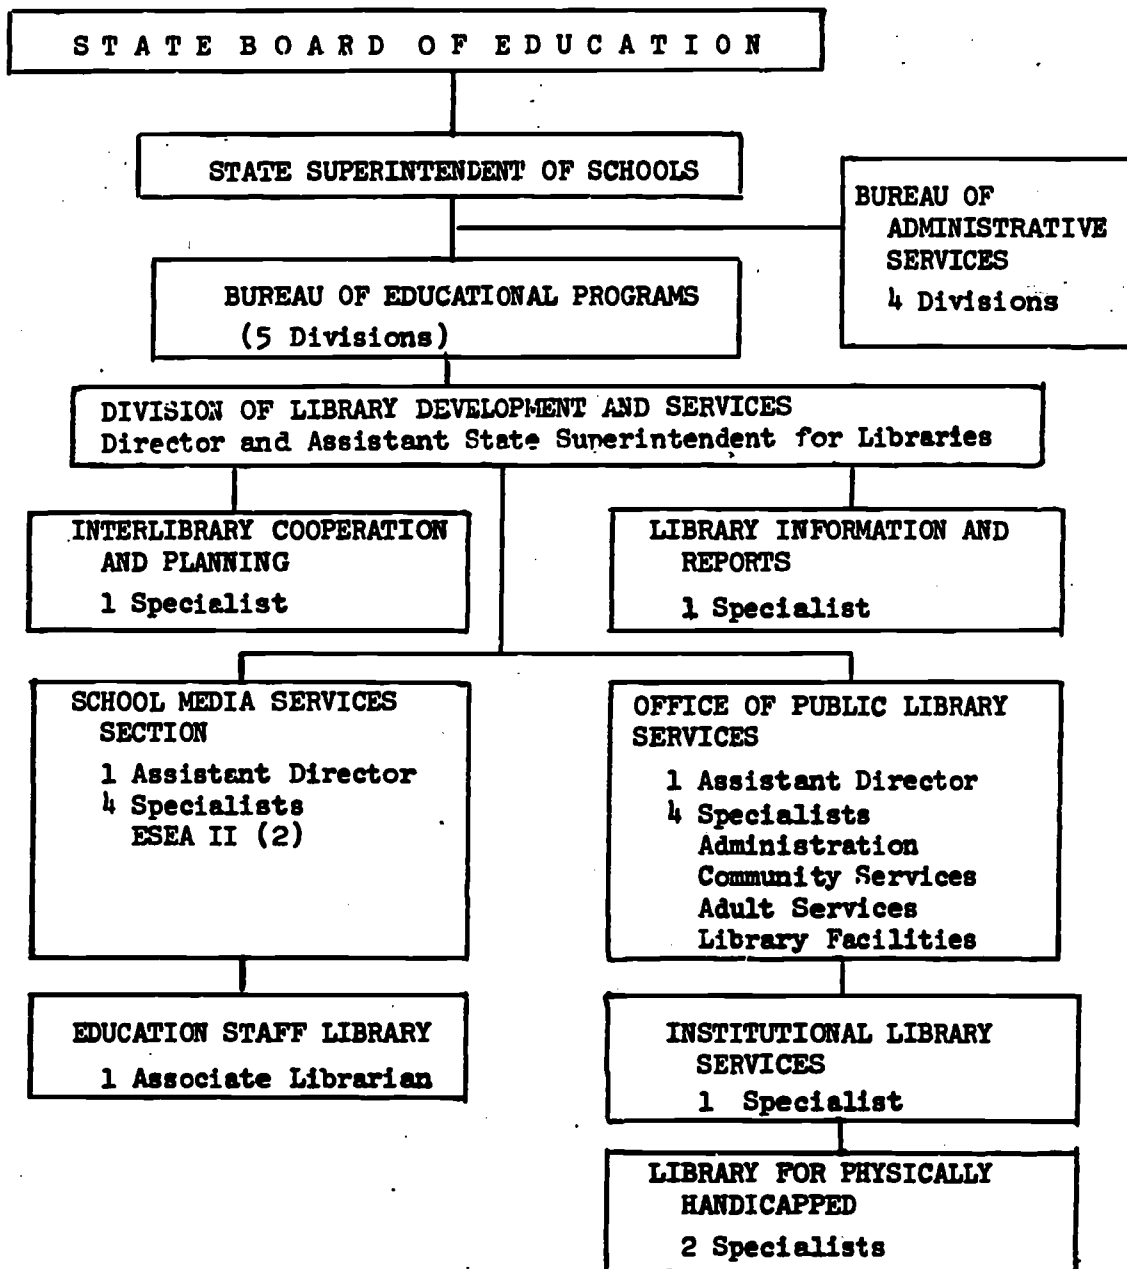 STATE BOARD OF EDUCATION
STATE SUPERINTENDENT OF SCHOOLS
BUREAU OF
ADMINISTRATIVE
SERVICES
4 Divisions
BUREAU OF EDUCATIONAL PROGRAMS
(5 Divisions)
DIVISION OF LIBRARY DEVELOPMENT AND SERVICES
Director and Assistant State Superintendent for Libraries
INTERLIBRARY COOPERATION
AND PLANNING
1 Specialist
LIBRARY INFORMATION AND
REPORTS
1 Specialist
SCHOOL MEDIA SERVICES
SECTION
1 Assistant Director
4 Specialists
ESEA II (2)
OFFICE OF PUBLIC LIBRARY
SERVICES
1 Assistant Director
4 Specialists
Administration
Community Services
Adult Services
Library Facilities
EDUCATION STAFF LIBRARY
1 Associate Librarian
INSTITUTIONAL LIBRARY
SERVICES
1 Specialist
LIBRARY FOR PHYSICALLY
HANDICAPPED
2 Specialists